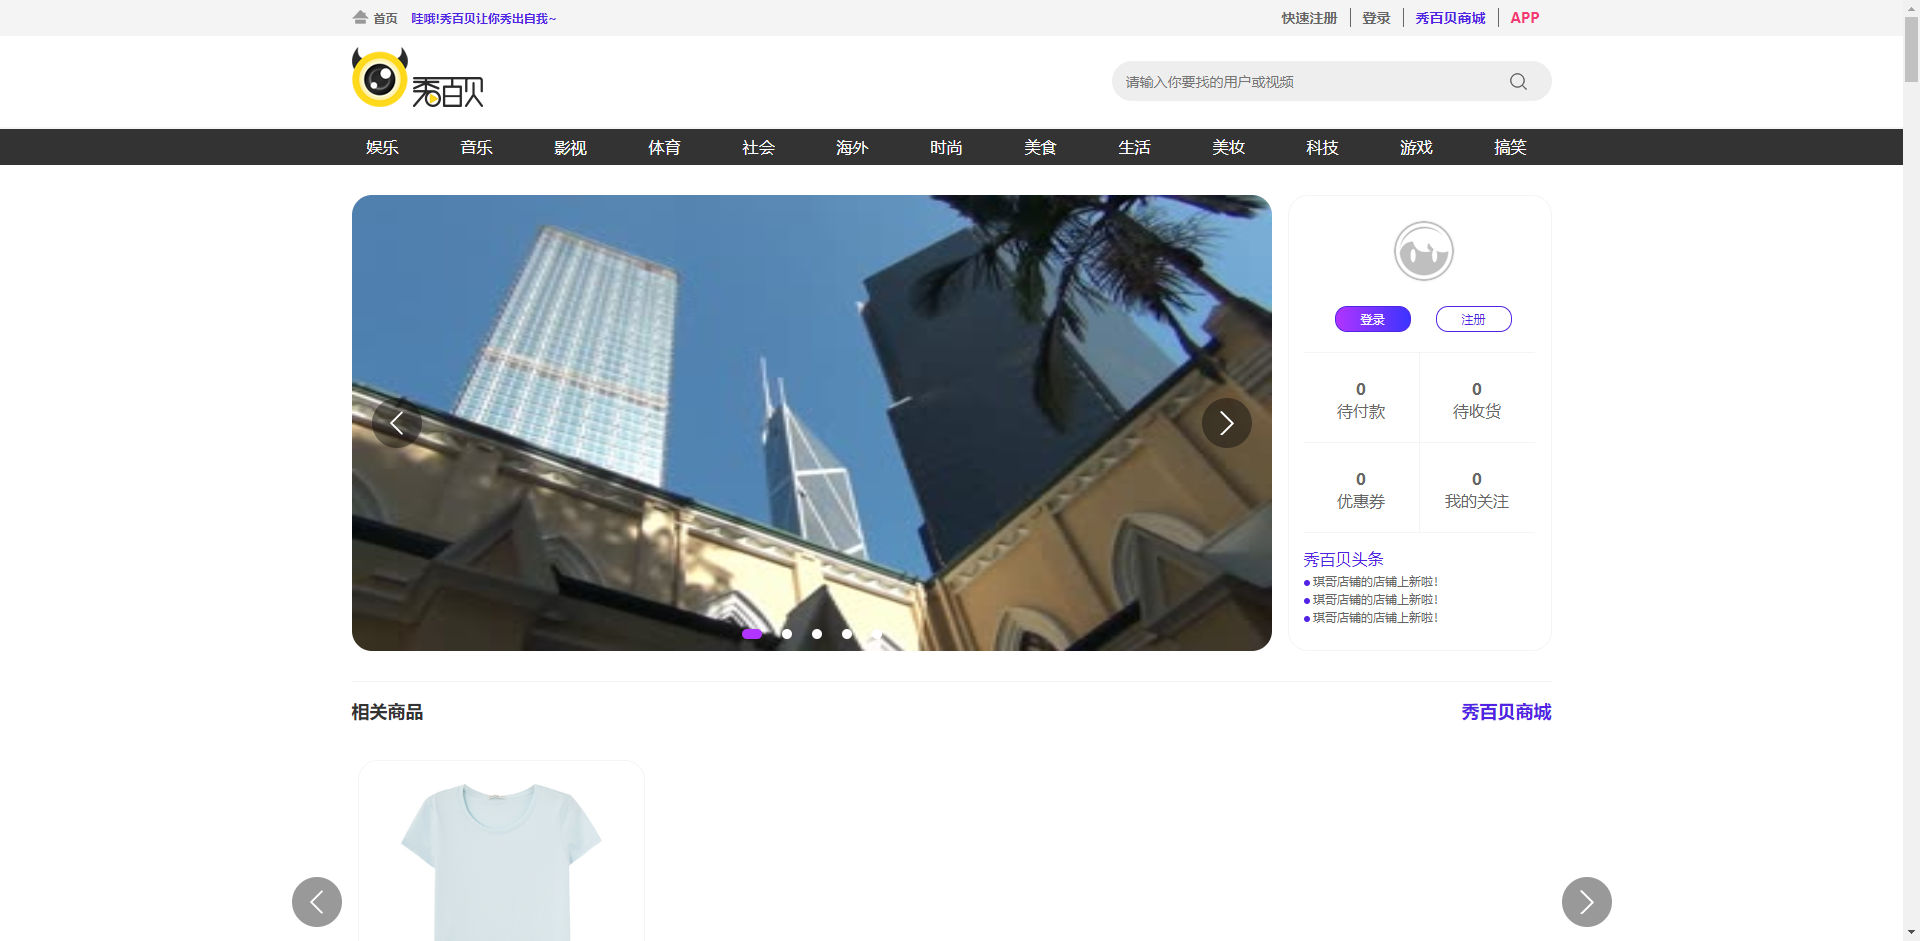 首页 哇哦!秀百贝让你秀出自我~ 快速注册 登录 秀百贝商城 APP
秀百贝
请输入你要找的用户或视频
娱乐 音乐 影视 体育 社会 海外 时尚 美食 生活 美妆 科技 游戏 搞笑
登录 注册
0 0
待付款 待收货
0 0
优惠券 我的关注
秀百贝头条
琪哥店铺的店铺上新啦!
琪哥店铺的店铺上新啦!
琪哥店铺的店铺上新啦!
相关商品 秀百贝商城